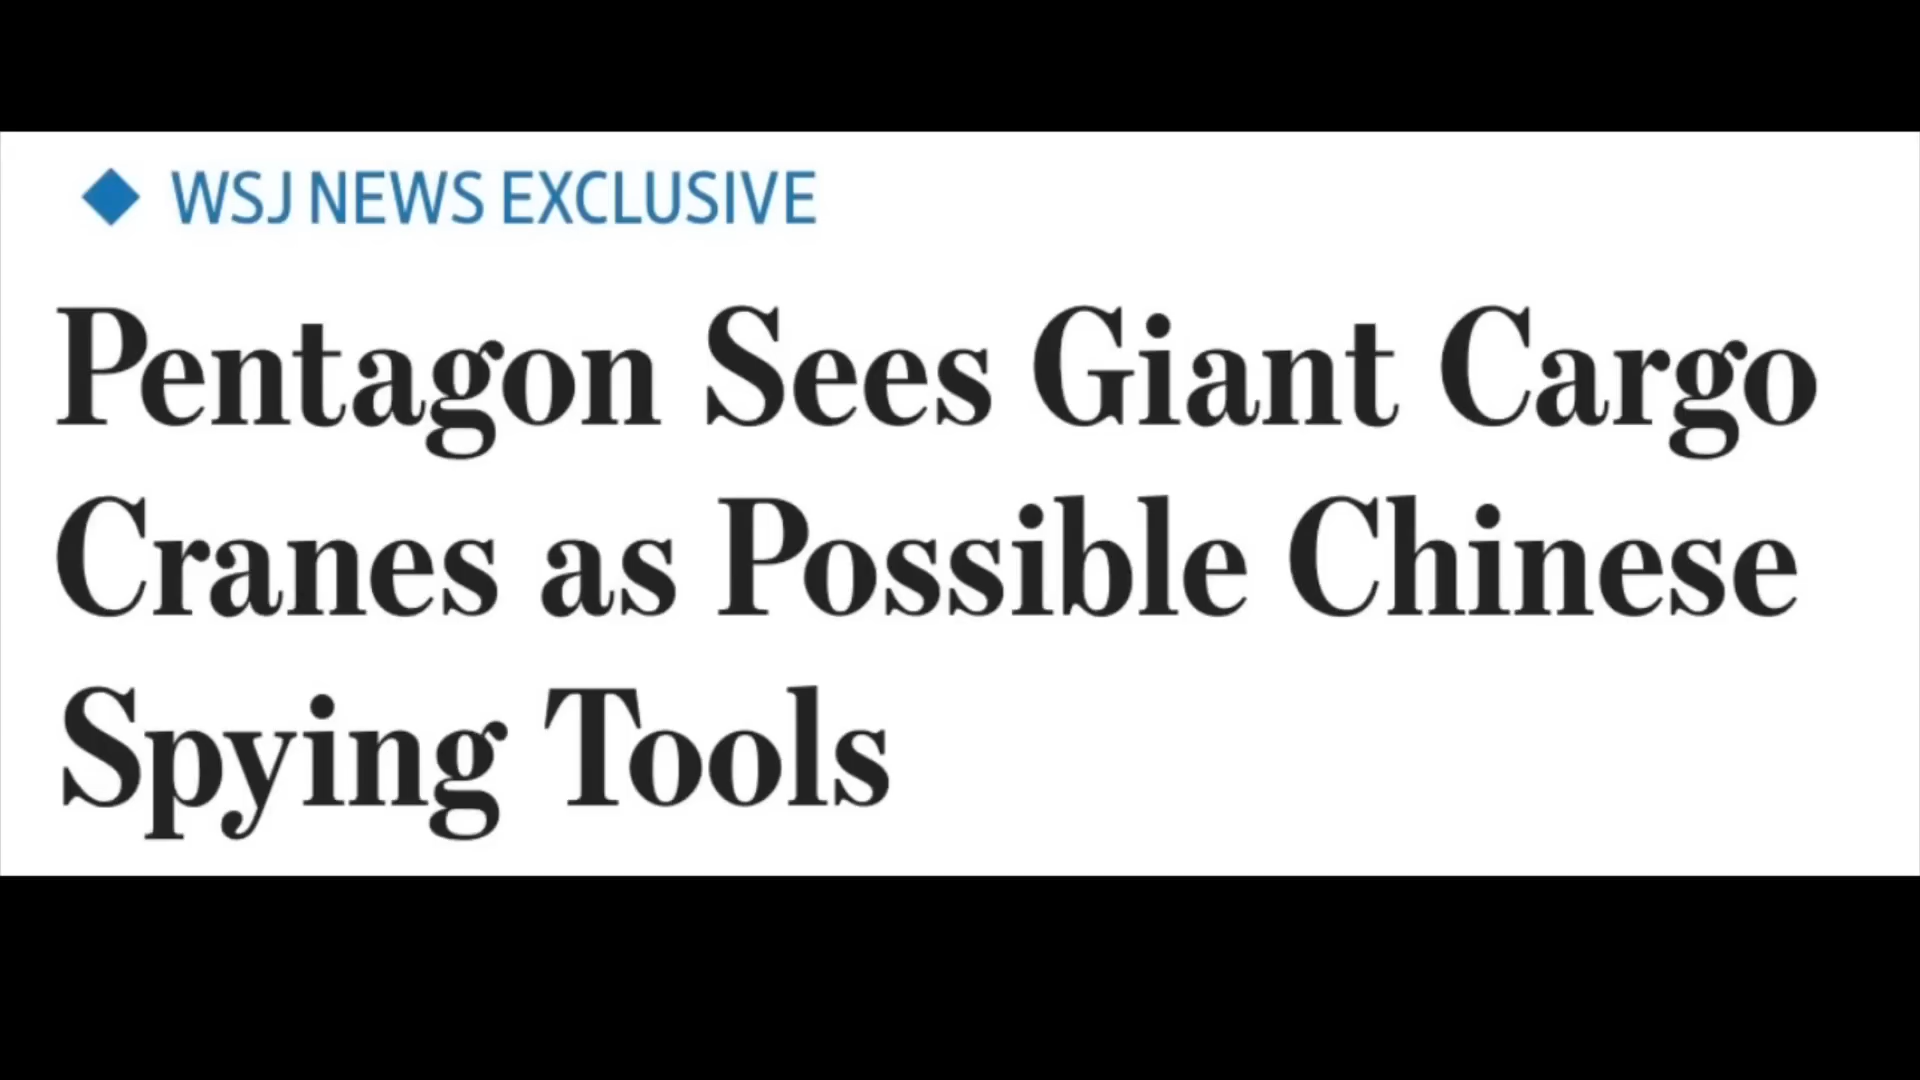 WSJ NEWS EXCLUSIVE
Pentagon Sees Giant Cargo
Cranes as Possible Chinese
Spying Tools